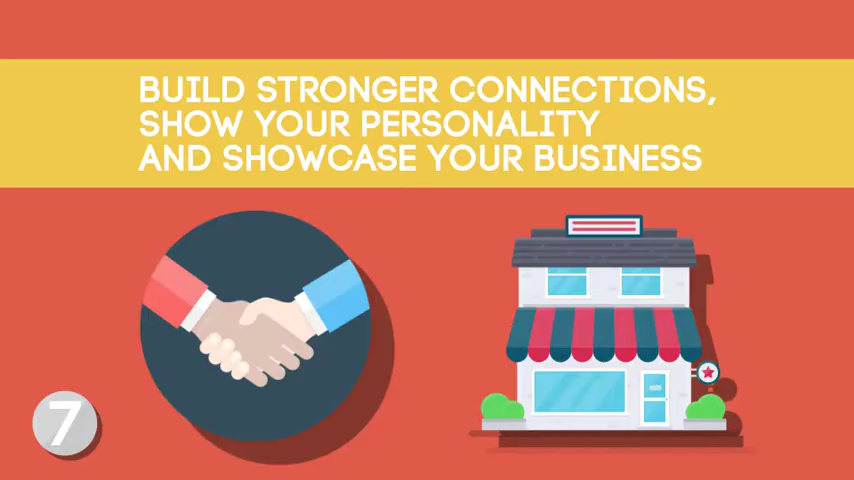 BUILD STRONGER CONNECTIONS,
SHOW YOUR PERSONALITY
AND SHOWCASE YOUR BUSINESS
7